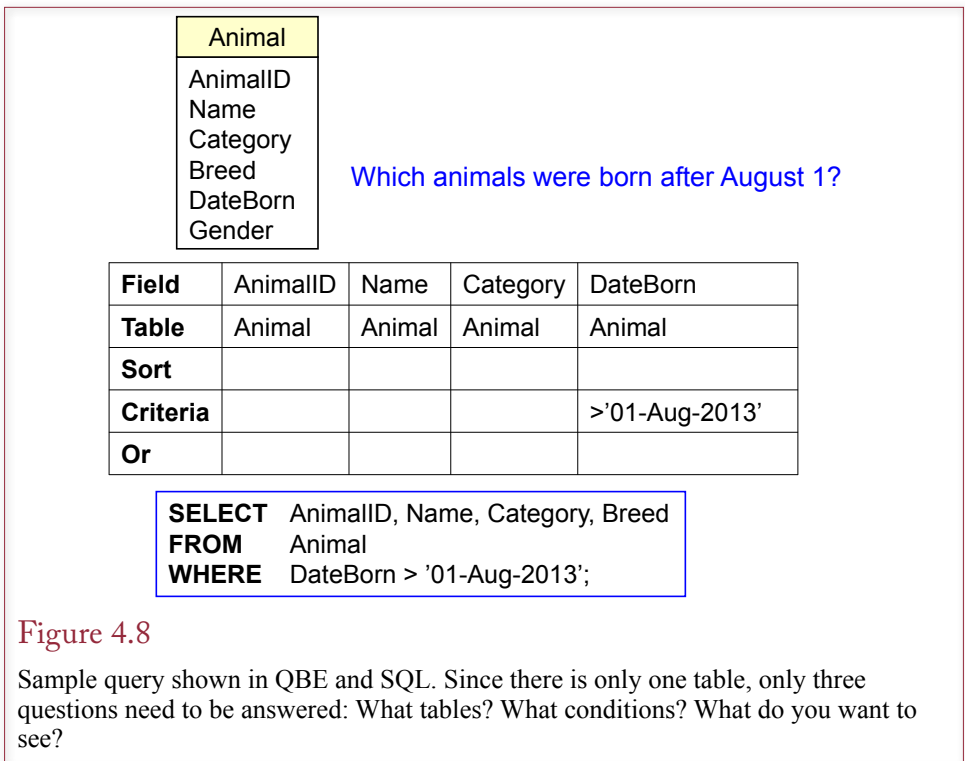 Animal
AnimalID
Name
Category
Breed
DateBorn
Gender
Which animals were born after August 1?
Field AnimalID Name Category DateBorn
Table Animal Animal Animal Animal
Sort
Criteria >’01-Aug-2013’
Or
SELECT AnimalID, Name, Category, Breed
FROM Animal
WHERE DateBorn > ’01-Aug-2013’;
Figure 4.8
Sample query shown in QBE and SQL. Since there is only one table, only three
questions need to be answered: What tables? What conditions? What do you want to
see?